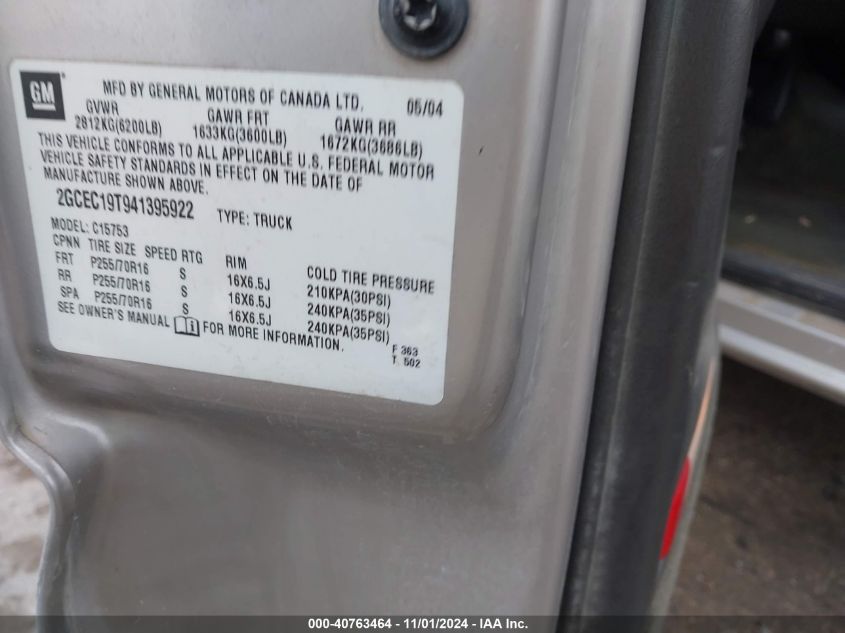 GM
MFD BY GENERAL MOTORS OF CANADA LTD. 05/04
GVWR GAWR FRT GAWR RR
2812KG(6200LB) 1633KG(3600LB) 1672KG(3686LB)
THIS VEHICLE CONFORMS TO ALL APPLICABLE U.S. FEDERAL MOTOR
VEHICLE SAFETY STANDARDS IN EFFECT ON THE DATE OF
MANUFACTURE SHOWN ABOVE.
2GCEC19T941395922 TYPE: TRUCK
MODEL: C15753
CPNN TIRE SIZE SPEED RTG RIM COLD TIRE PRESSURE
FRT P255/70R16 S 16X6.5J 210KPA(30PSI)
RR P255/70R16 S 16X6.5J 240KPA(35PSI)
SPA P255/70R16 S 16X6.5J 240KPA(35PSI)
SEE OWNER'S MANUAL FOR MORE INFORMATION.
F 363
T 502
000-40763464 - 11/01/2024 - IAA Inc.